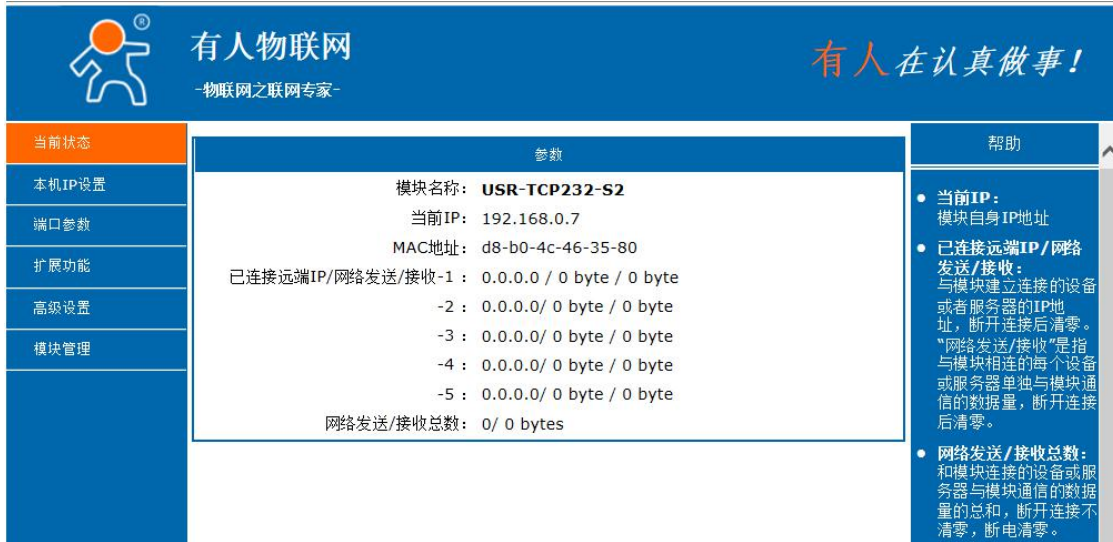 ®
有人物联网
-物联网之联网专家-
有人在认真做事！
当前状态
本机IP设置
端口参数
扩展功能
高级设置
模块管理
参数
模块名称： USR-TCP232-S2
当前IP： 192.168.0.7
MAC地址： d8-b0-4c-46-35-80
已连接远端IP/网络发送/接收-1： 0.0.0.0 / 0 byte / 0 byte
-2： 0.0.0.0/ 0 byte / 0 byte
-3： 0.0.0.0/ 0 byte / 0 byte
-4： 0.0.0.0/ 0 byte / 0 byte
-5： 0.0.0.0/ 0 byte / 0 byte
网络发送/接收总数： 0/ 0 bytes
帮助
● 当前IP：
模块自身IP地址
● 已连接远端IP/网络
发送/接收：
与模块建立连接的设备
或者服务器的IP地
址，断开连接后清零。
“网络发送/接收”是指
与模块相连的每个设备
或服务器单独与模块通
信的数据量，断开连接
后清零。
● 网络发送/接收总数：
和模块连接的设备或服
务器与模块通信的数据
量的总和，断开连接不
清零，断电清零。